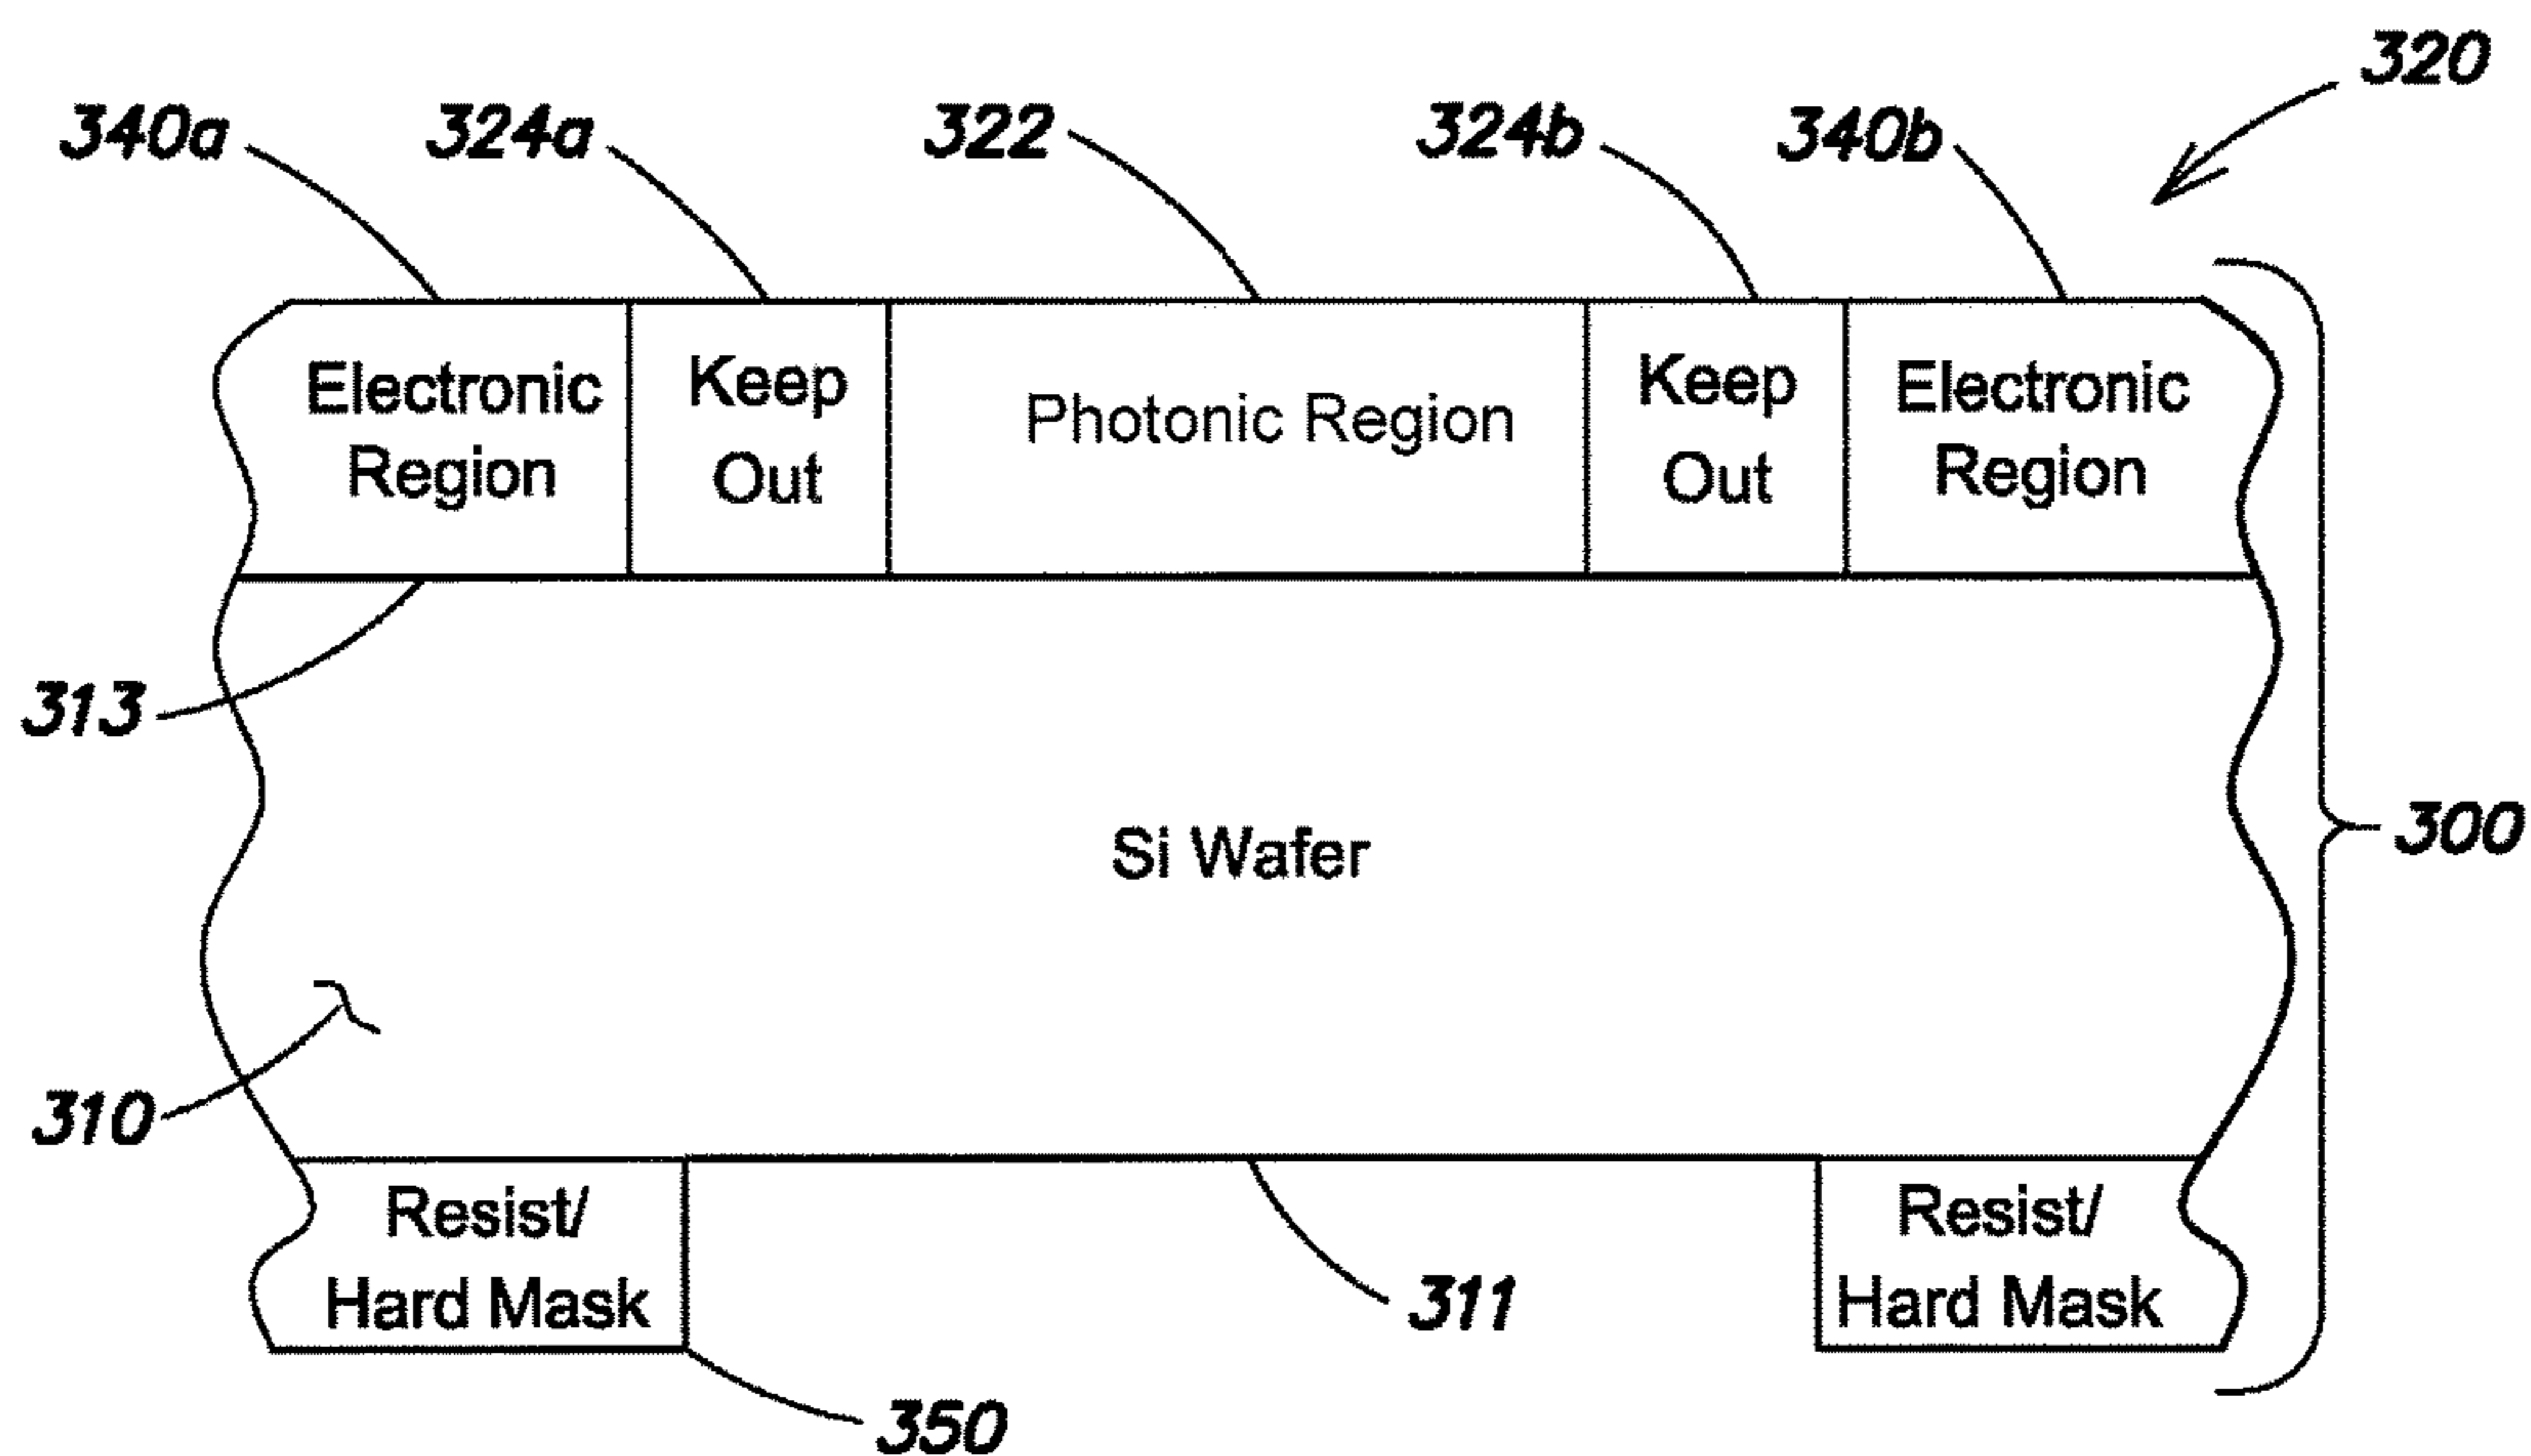 320
340a 324a 322 324b 340b
Electronic
Region
Keep
Out
Photonic Region
Keep
Out
Electronic
Region
313
Si Wafer
300
310
Resist/
Hard Mask
311
Resist/
Hard Mask
350